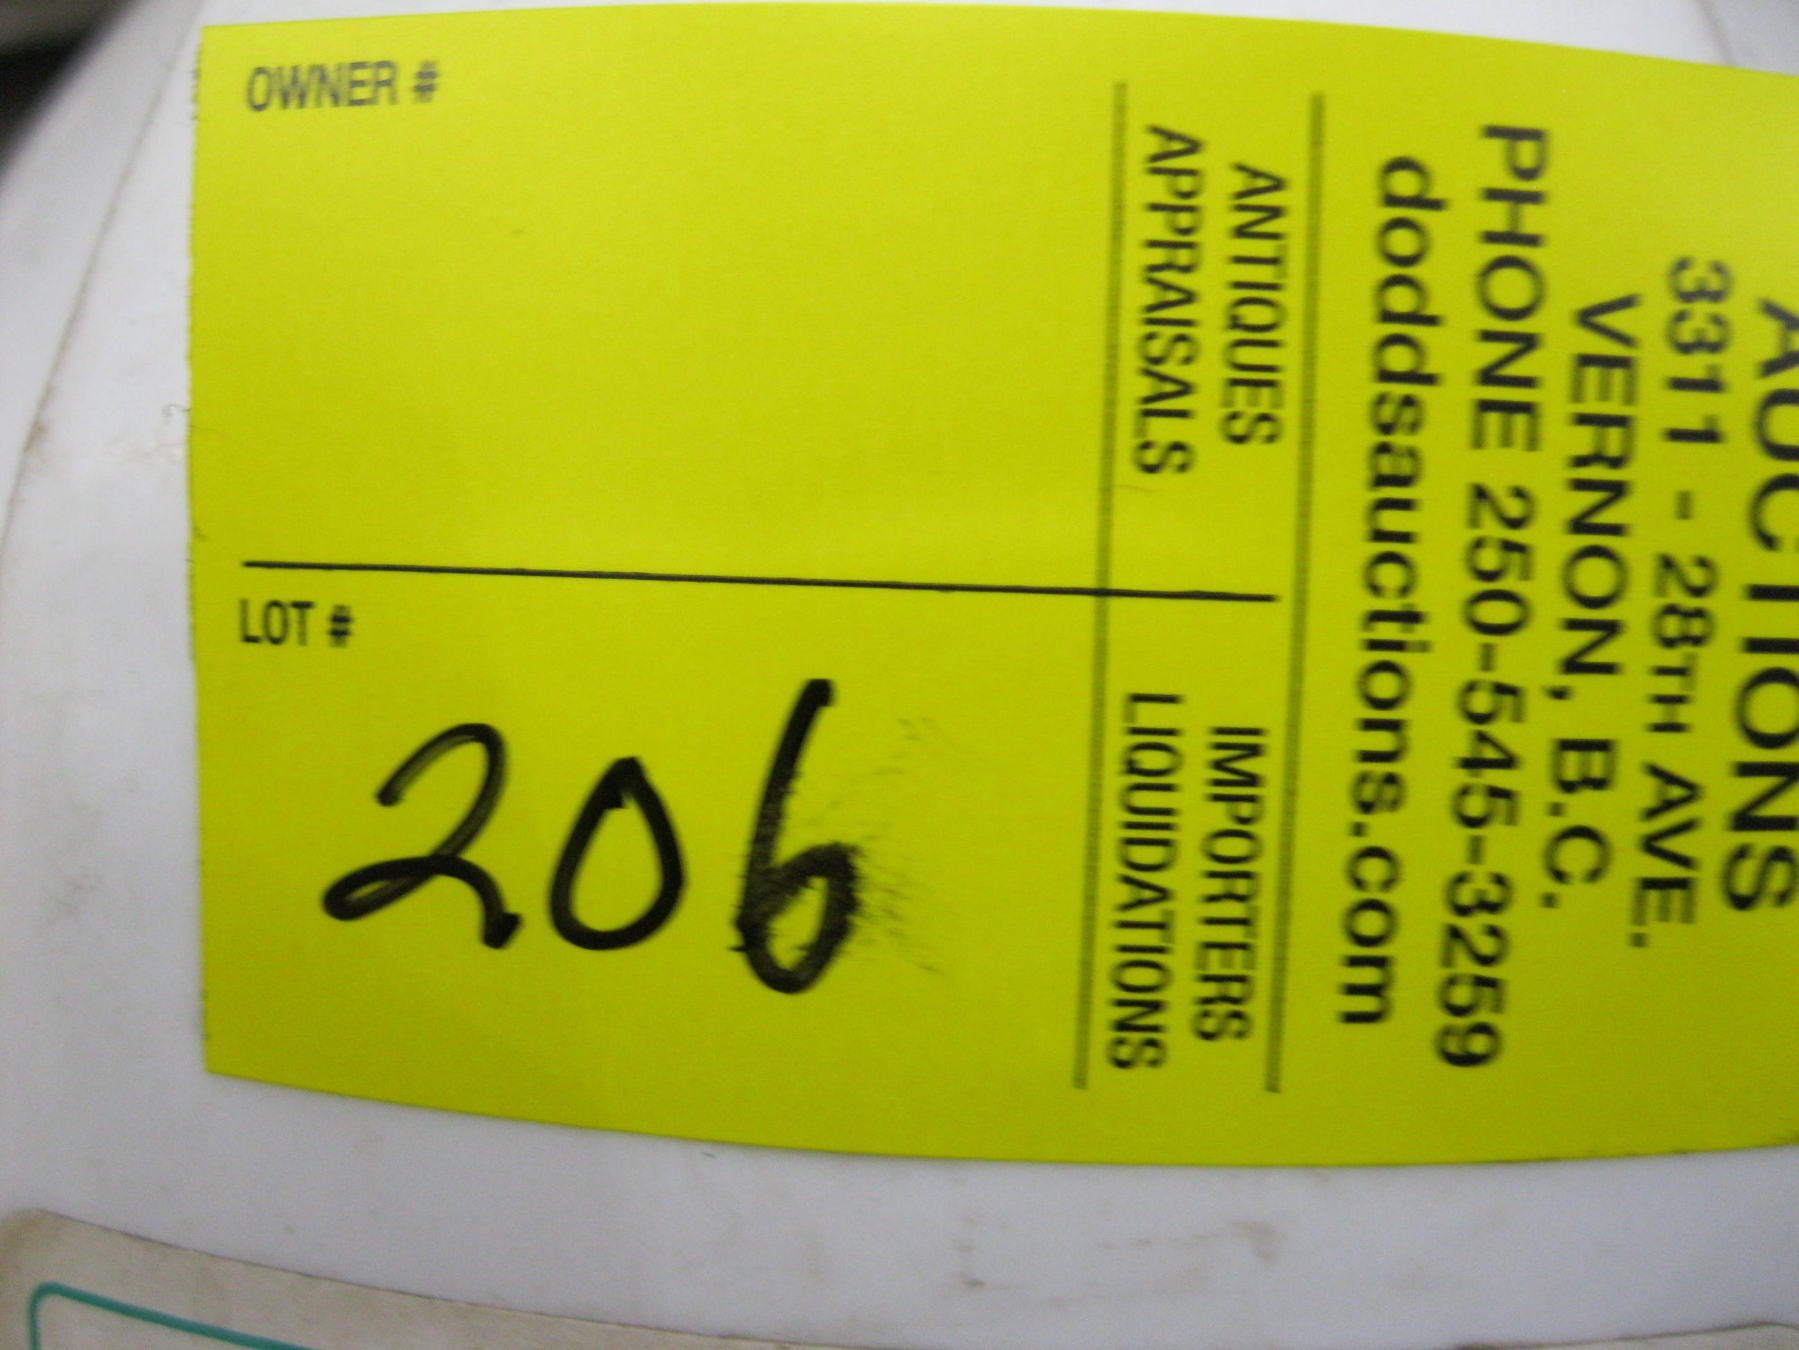 AUCTIONS
3311 - 28TH AVE.
VERNON, B.C.
PHONE 250-545-3259
doddsauctions.com
ANTIQUES IMPORTERS
APPRAISALS LIQUIDATIONS
OWNER #
LOT #
206